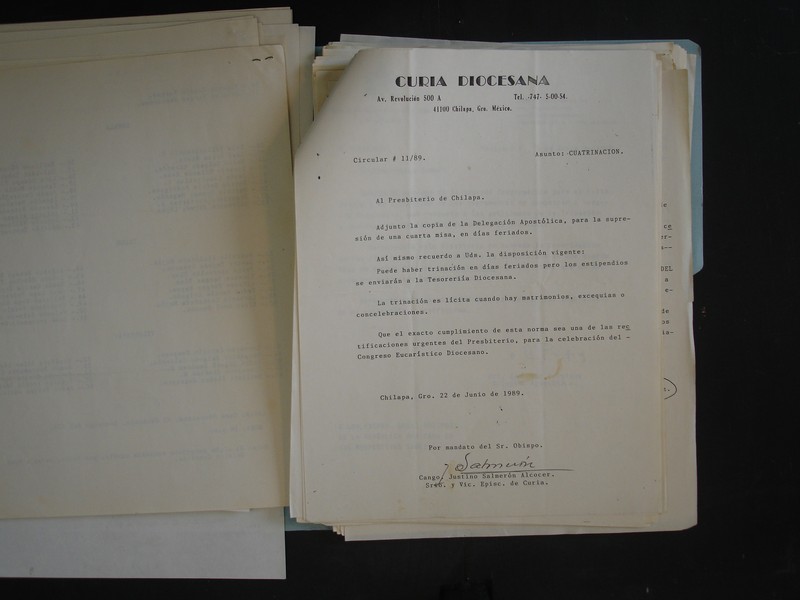 CURIA DIOCESANA
Av. Revolución 500 A Tel. -747- 5-00-54.
41100 Chilapa, Gro. México.
Circular # 11/89. Asunto: CUATRINACION.
Al Presbiterio de Chilapa.
Adjunto la copia de la Delegación Apostólica, para la supre-
sión de una cuarta misa, en días feriados.
Así mismo recuerdo a Uds. la disposición vigente:
Puede haber trinación en días feriados pero los estipendios
se enviarán a la Tesorería Diocesana.
La trinación es lícita cuando hay matrimonios, exequias o
concelebraciones.
Que el exacto cumplimiento de esta norma sea una de las rec
tificaciones urgentes del Presbiterio, para la celebración del -
Congreso Eucarístico Diocesano.
Chilapa, Gro. 22 de Junio de 1989.
Por mandato del Sr. Obispo.
J Salmerón
Cango. Justino Salmerón Alcocer.
Srio. y Vic. Episc. de Curia.
DEL